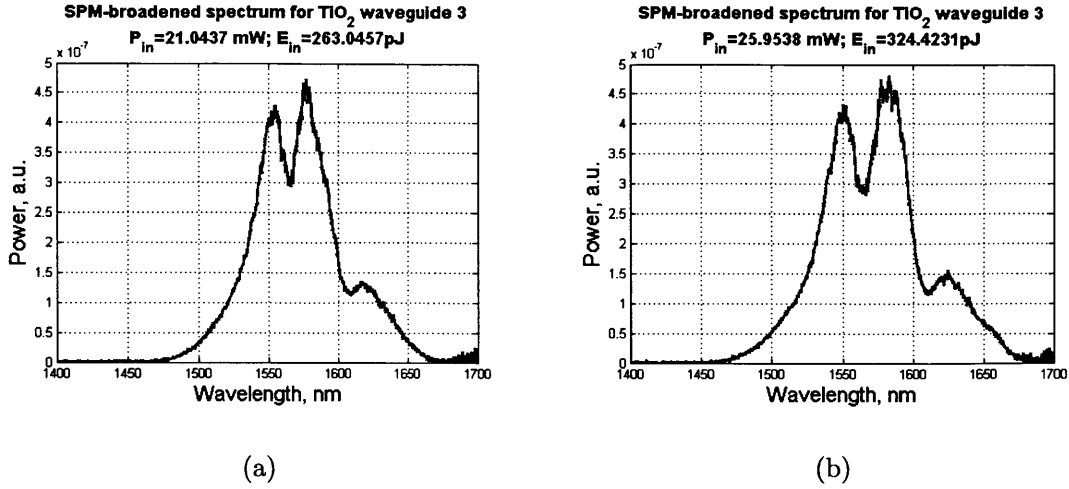 SPM-broadened spectrum for TiO2 waveguide 3
Pin=21.0437 mW; Ein=263.0457pJ
x 10-7
5
4.5
4
3.5
3
2.5
2
1.5
1
0.5
0
Power, a.u.
1400 1450 1500 1550 1600 1650 1700
Wavelength, nm
(a)
SPM-broadened spectrum for TiO2 waveguide 3
Pin=25.9538 mW; Ein=324.4231pJ
x 10-7
5
4.5
4
3.5
3
2.5
2
1.5
1
0.5
0
Power, a.u.
1400 1450 1500 1550 1600 1650 1700
Wavelength, nm
(b)